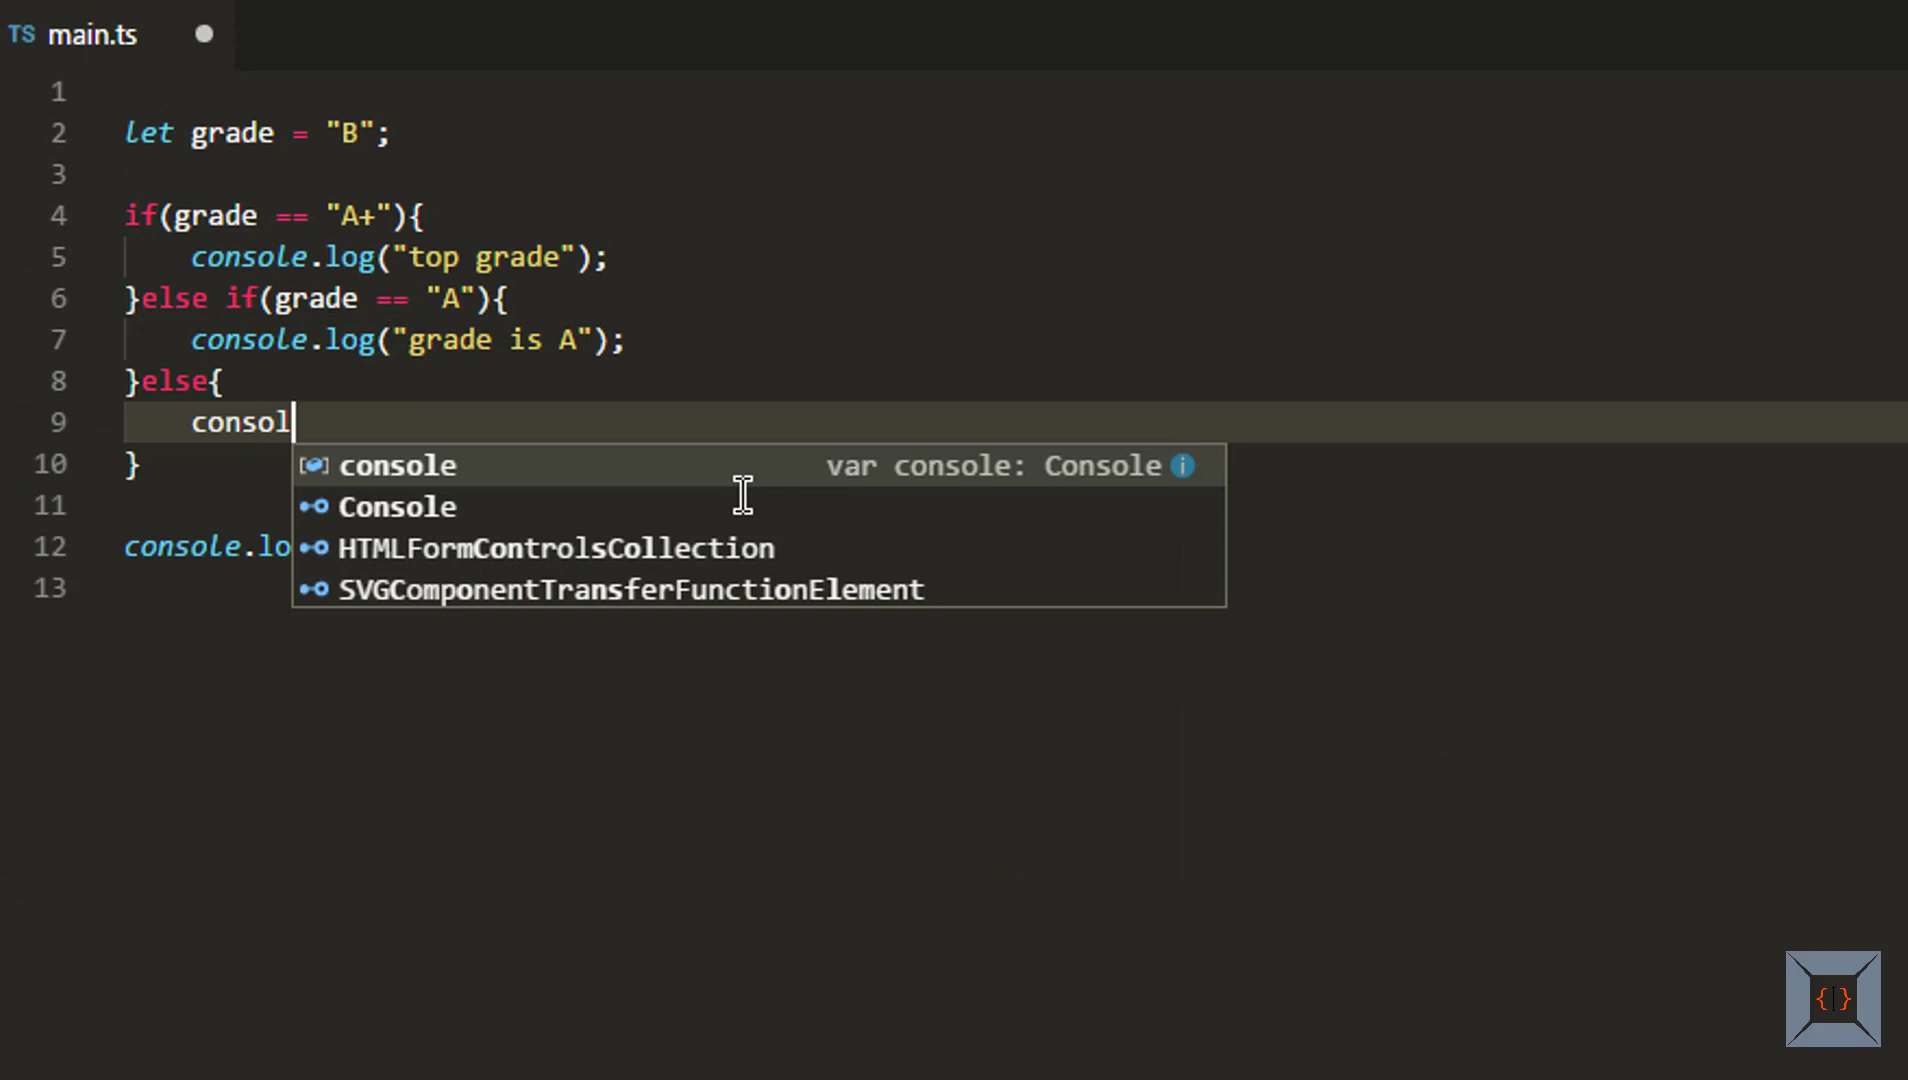 TS main.ts
1
2 let grade = "B";
3
4 if(grade == "A+"){
5 console.log("top grade");
6 }else if(grade == "A"){
7 console.log("grade is A");
8 }else{
9 consol
console var console: Console
10 }
Console
11
HTMLFormControlsCollection
12 console.lo
SVGComponentTransferFunctionElement
13
{|}